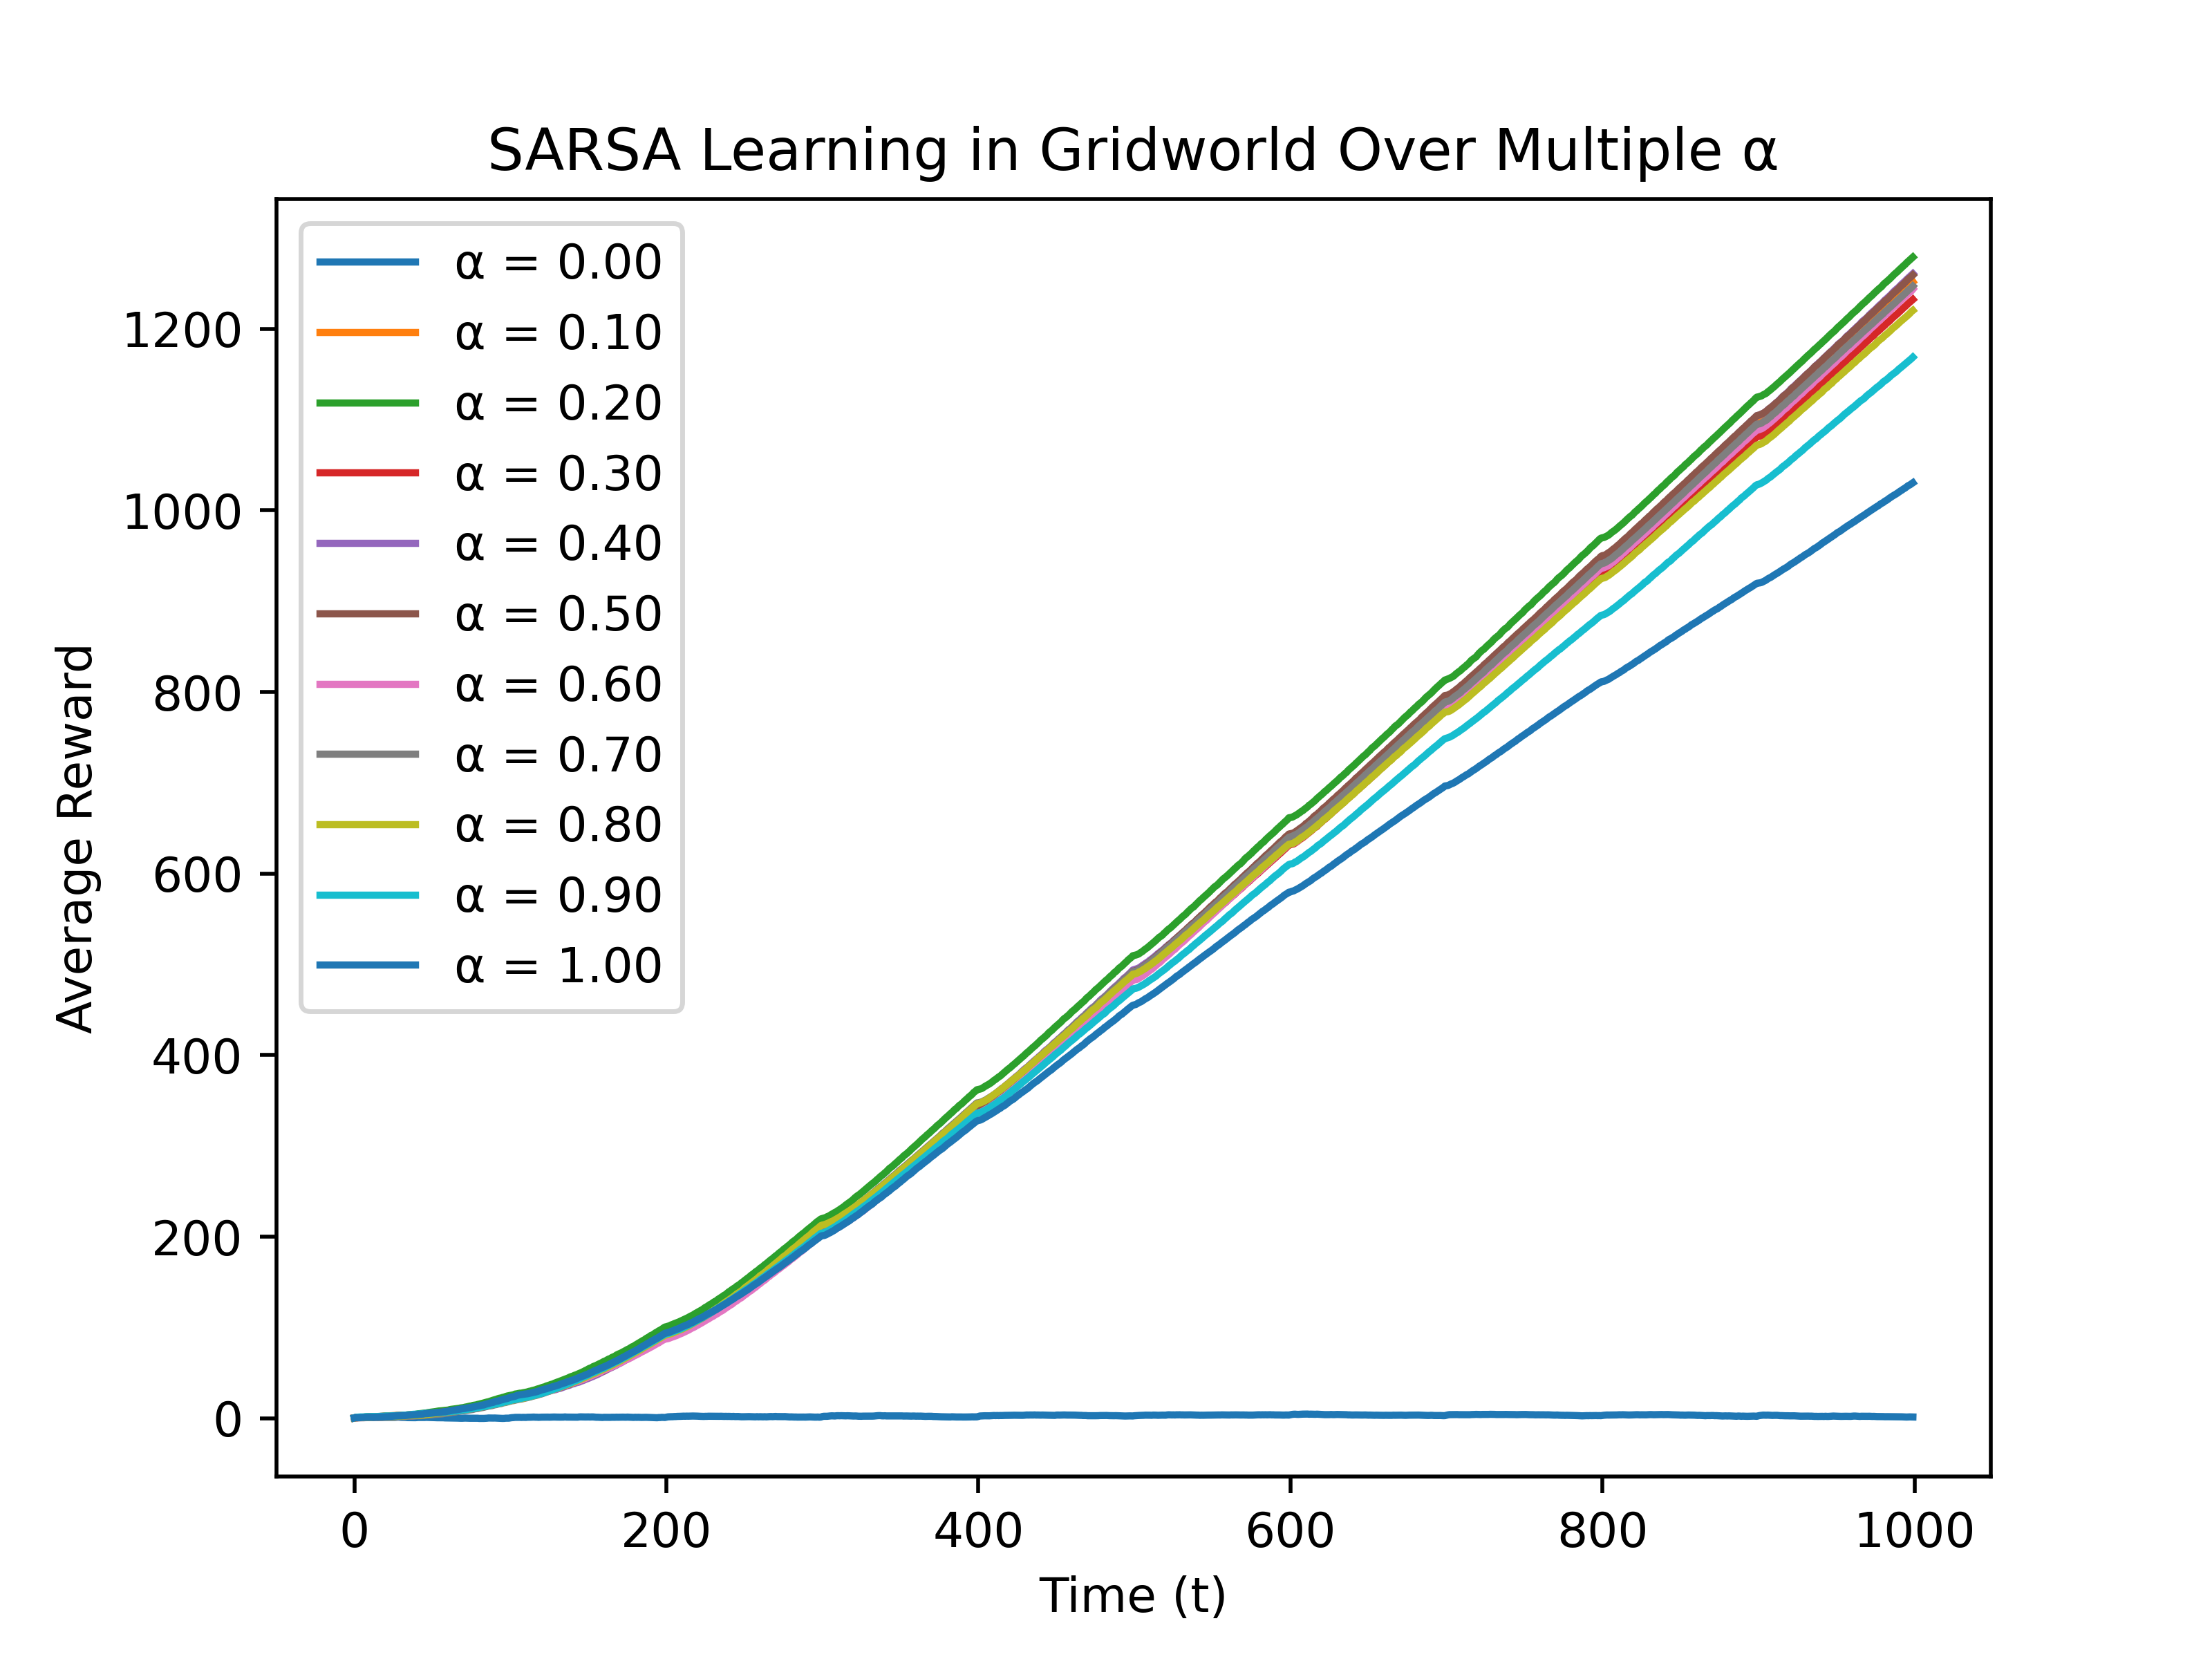 SARSA Learning in Gridworld Over Multiple α
α = 0.00
α = 0.10
α = 0.20
α = 0.30
α = 0.40
α = 0.50
α = 0.60
α = 0.70
α = 0.80
α = 0.90
α = 1.00
Average Reward
1200
1000
800
600
400
200
0
0 200 400 600 800 1000
Time (t)